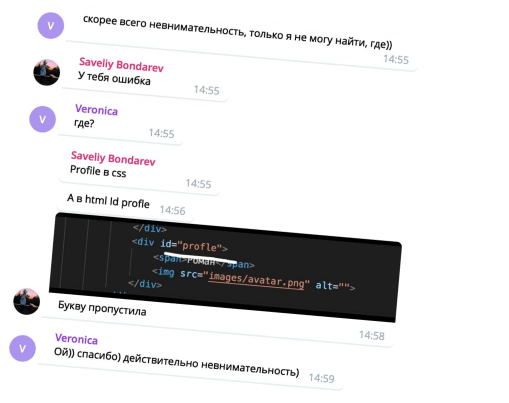 скорее всего невнимательность, только я не могу найти, где))
14:55
V
Saveliy Bondarev
У тебя ошибка
14:55
Veronica
V
где?
14:55
Saveliy Bondarev
Profile в css
14:55
А в html Id profle
14:56
</div>
<div id="profle">
<span>Роман</span>
<img src="images/avatar.png" alt="">
</div>
Букву пропустила
14:58
Veronica
V
Ой)) спасибо) действительно невнимательность)
14:59